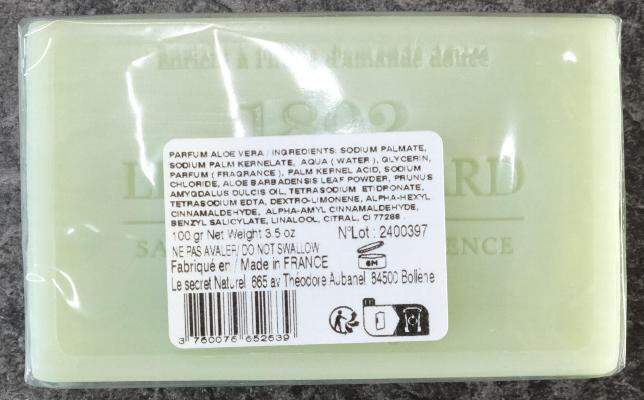 enrichi à l'huile d'amande douce
1892
PARFUM ALOE VERA / INGREDIENTS: SODIUM PALMATE,
SODIUM PALM KERNELATE, AQUA ( WATER ), GLYCERIN,
PARFUM ( FRAGRANCE ), PALM KERNEL ACID, SODIUM
CHLORIDE, ALOE BARBADENSIS LEAF POWDER, PRUNUS
AMYGDALUS DULCIS OIL, TETRASODIUM ETIDRONATE,
TETRASODIUM EDTA, DEXTRO-LIMONENE, ALPHA-HEXYL
CINNAMALDEHYDE, ALPHA-AMYL CINNAMALDEHYDE,
BENZYL SALICYLATE, LINALOOL, CITRAL, CI 77288
100 gr Net Weight 3.5 oz N°Lot : 2400397
NE PAS AVALER/ DO NOT SWALLOW
6M
Fabriqué en / Made in FRANCE
Le secret Naturel 665 av Théodore Aubanel 84500 Bollène
3 760076 652539